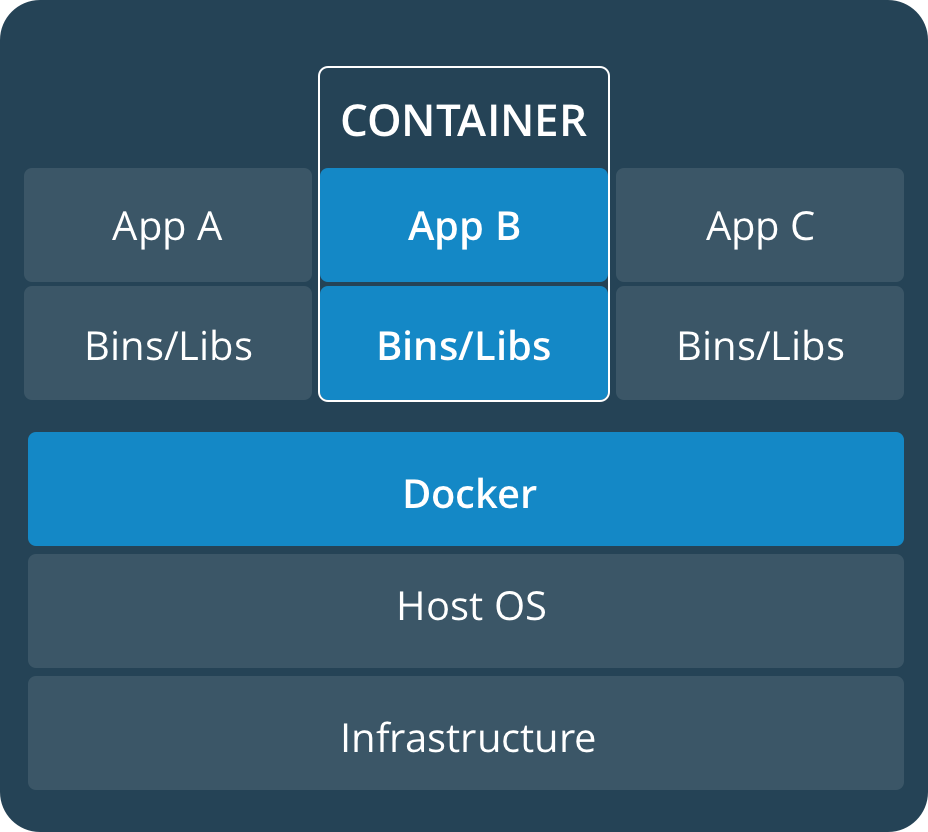 CONTAINER
App A
App B
App C
Bins/Libs
Bins/Libs
Bins/Libs
Docker
Host OS
Infrastructure